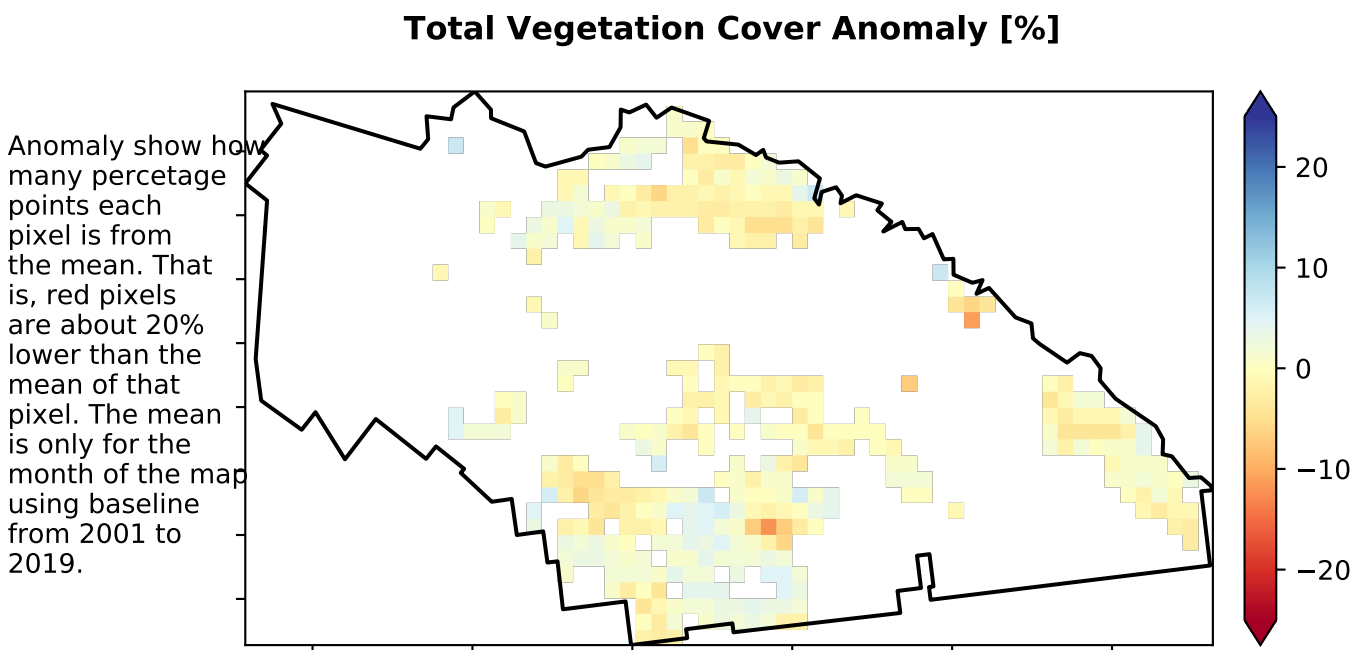 Total Vegetation Cover Anomaly [%]
Anomaly show how
many percetage
points each
pixel is from
the mean. That
is, red pixels
are about 20%
lower than the
mean of that
pixel. The mean
is only for the
month of the map
using baseline
from 2001 to
2019.
20
10
0
−10
−20